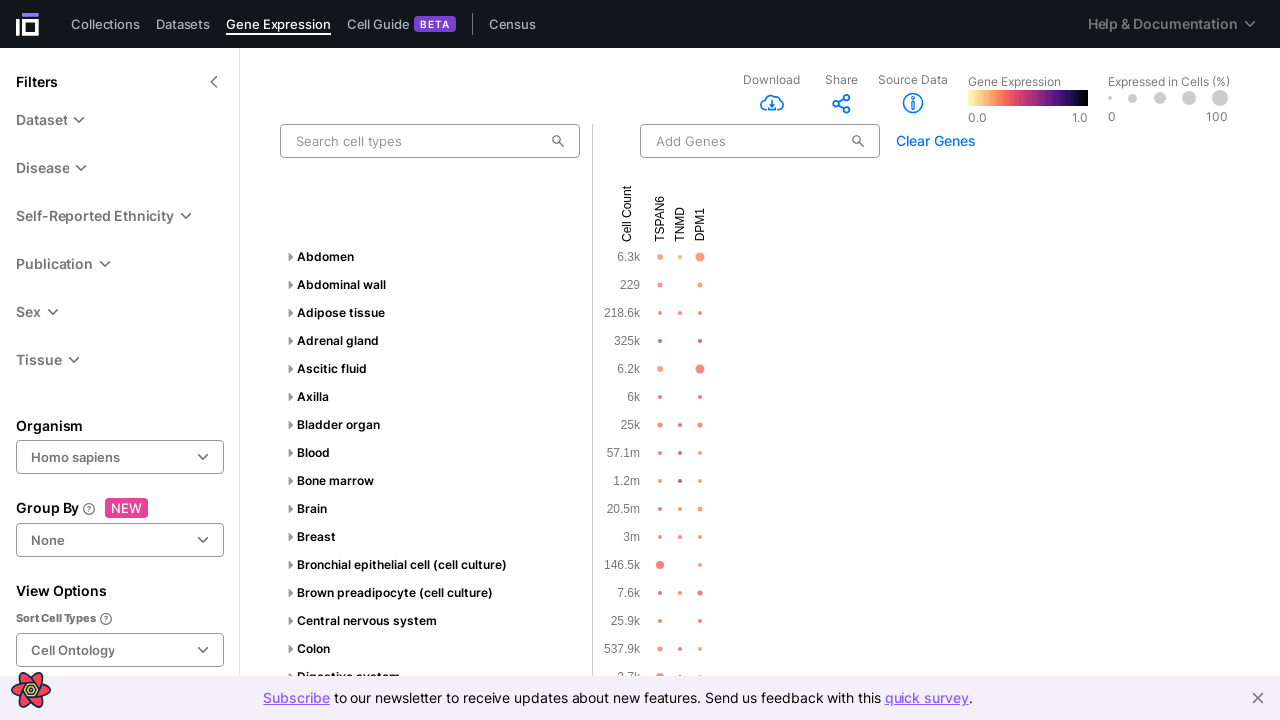 Collections Datasets Gene Expression Cell Guide BETA Census Help & Documentation
Filters
Dataset
Disease
Self-Reported Ethnicity
Publication
Sex
Tissue
Organism
Homo sapiens
Group By NEW
None
View Options
Sort Cell Types
Cell Ontology
Download Share Source Data Gene Expression Expressed in Cells (%)
0.0 1.0 0 100
Search cell types Add Genes Clear Genes
Cell Count TSPAN6 TNMD DPM1
Abdomen 6.3k
Abdominal wall 229
Adipose tissue 218.6k
Adrenal gland 325k
Ascitic fluid 6.2k
Axilla 6k
Bladder organ 25k
Blood 57.1m
Bone marrow 1.2m
Brain 20.5m
Breast 3m
Bronchial epithelial cell (cell culture) 146.5k
Brown preadipocyte (cell culture) 7.6k
Central nervous system 25.9k
Colon 537.9k
Digestive system
Subscribe to our newsletter to receive updates about new features. Send us feedback with this quick survey.